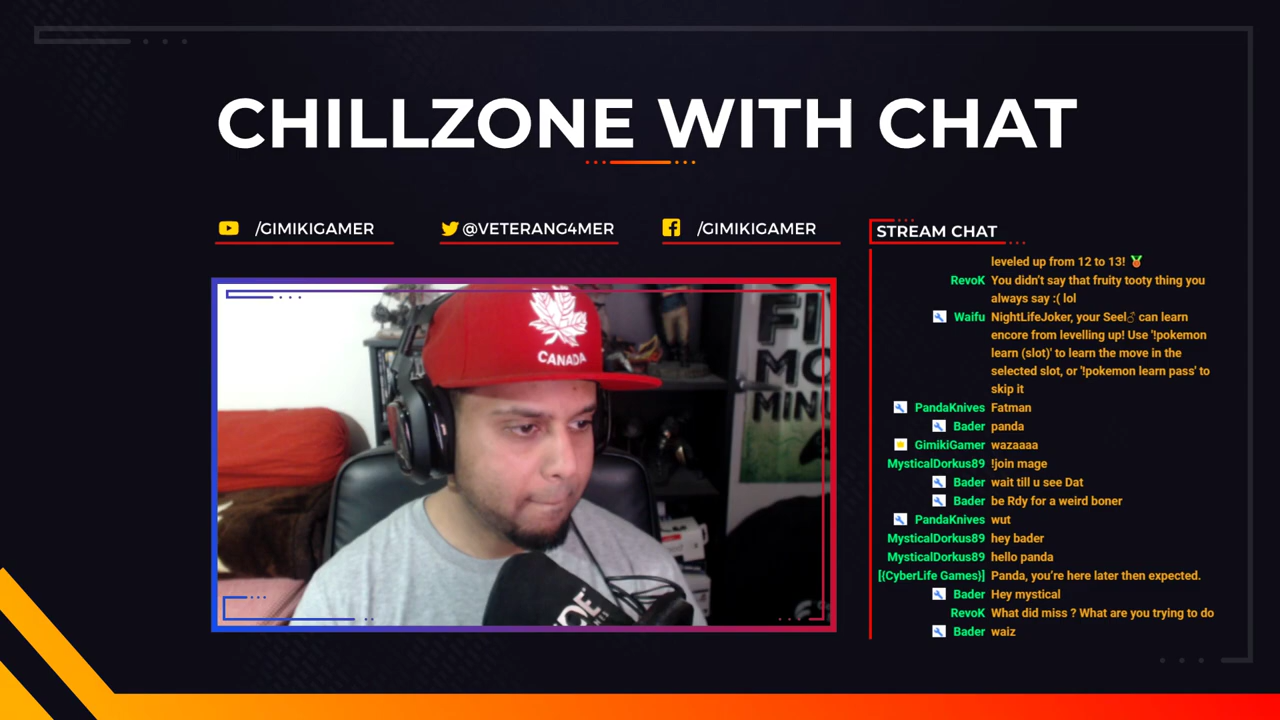 CHILLZONE WITH CHAT
/GIMIKIGAMER
@VETERANG4MER
/GIMIKIGAMER
STREAM CHAT
leveled up from 12 to 13!
RevoK You didn't say that fruity tooty thing you
always say :( lol
Waifu NightLifeJoker, your Seel♂ can learn
encore from levelling up! Use '!pokemon
learn (slot)' to learn the move in the
selected slot, or '!pokemon learn pass' to
skip it
PandaKnives Fatman
Bader panda
GimikiGamer wazaaaa
MysticalDorkus89 !join mage
Bader wait till u see Dat
Bader be Rdy for a weird boner
PandaKnives wut
MysticalDorkus89 hey bader
MysticalDorkus89 hello panda
[{CyberLife Games}] Panda, you're here later then expected.
Bader Hey mystical
RevoK What did miss ? What are you trying to do
Bader waiz
CANADA